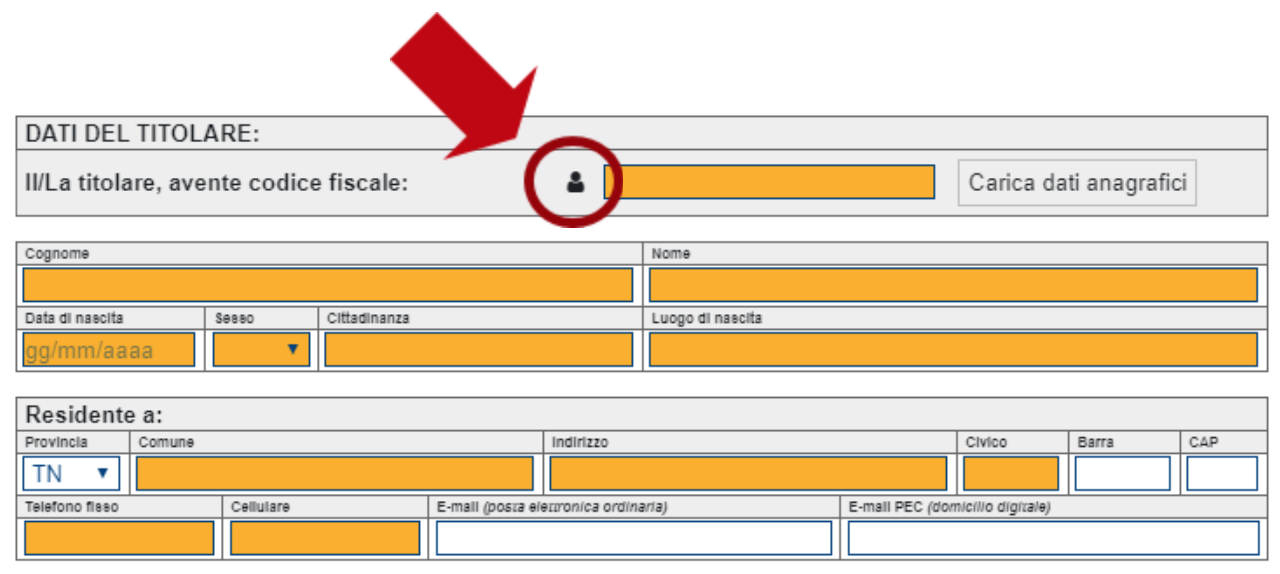 DATI DEL TITOLARE:
Il/La titolare, avente codice fiscale: Carica dati anagrafici
Cognome Nome
Data di nascita Sesso Cittadinanza Luogo di nascita
gg/mm/aaaa
Residente a:
Provincia Comune Indirizzo Civico Barra CAP
TN
Telefono fisso Cellulare E-mail (posta elettronica ordinaria) E-mail PEC (domicilio digitale)